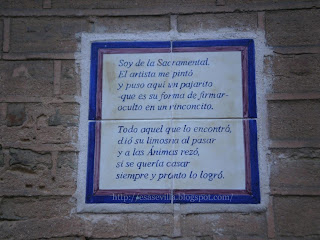 Soy de la Sacramental.
El artista me pintó
y puso aquí un pajarito
-que es su forma de firmar-
oculto en un rinconcito.
Todo aquel que lo encontró,
dió su limosna al pasar
y a las Ánimas rezó,
si se quería casar
siempre y pronto lo logró.
http://esasevilla.blogspot.com/